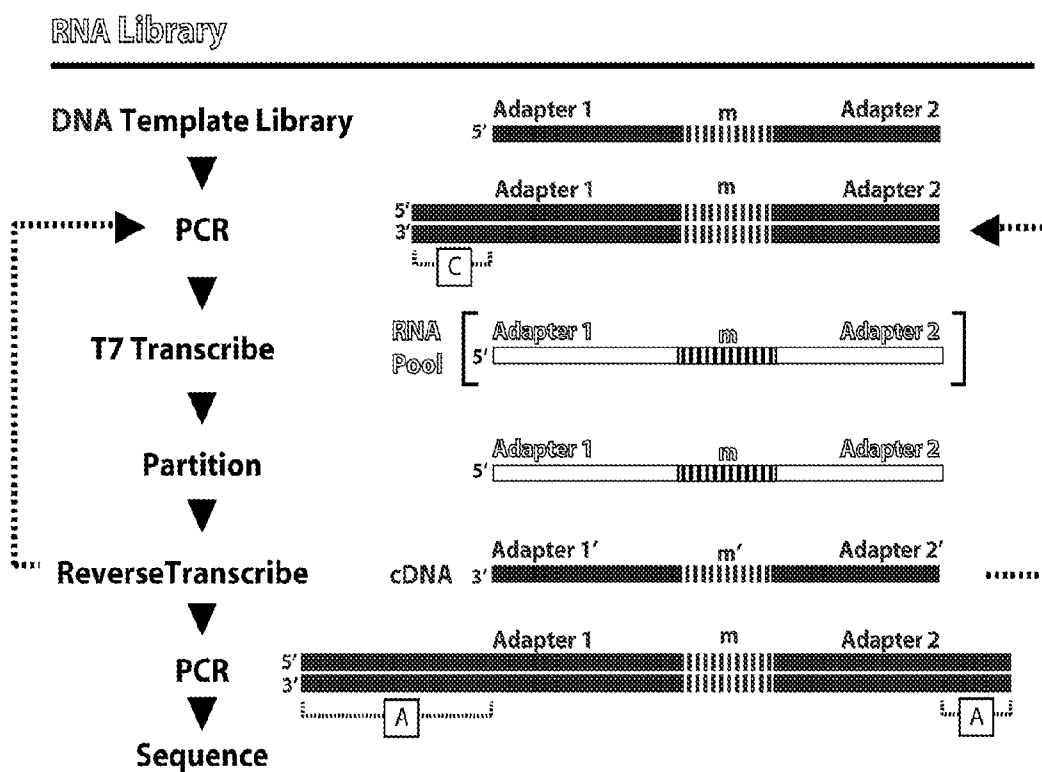 RNA Library
DNA Template Library
Adapter 1 m Adapter 2
5'
Adapter 1 m Adapter 2
PCR
5'
3'
C
T7 Transcribe
RNA Pool
Adapter 1 m Adapter 2
5'
Partition
Adapter 1 m Adapter 2
5'
ReverseTranscribe
cDNA
Adapter 1' m' Adapter 2'
3'
PCR
Adapter 1 m Adapter 2
5'
3'
A A
Sequence